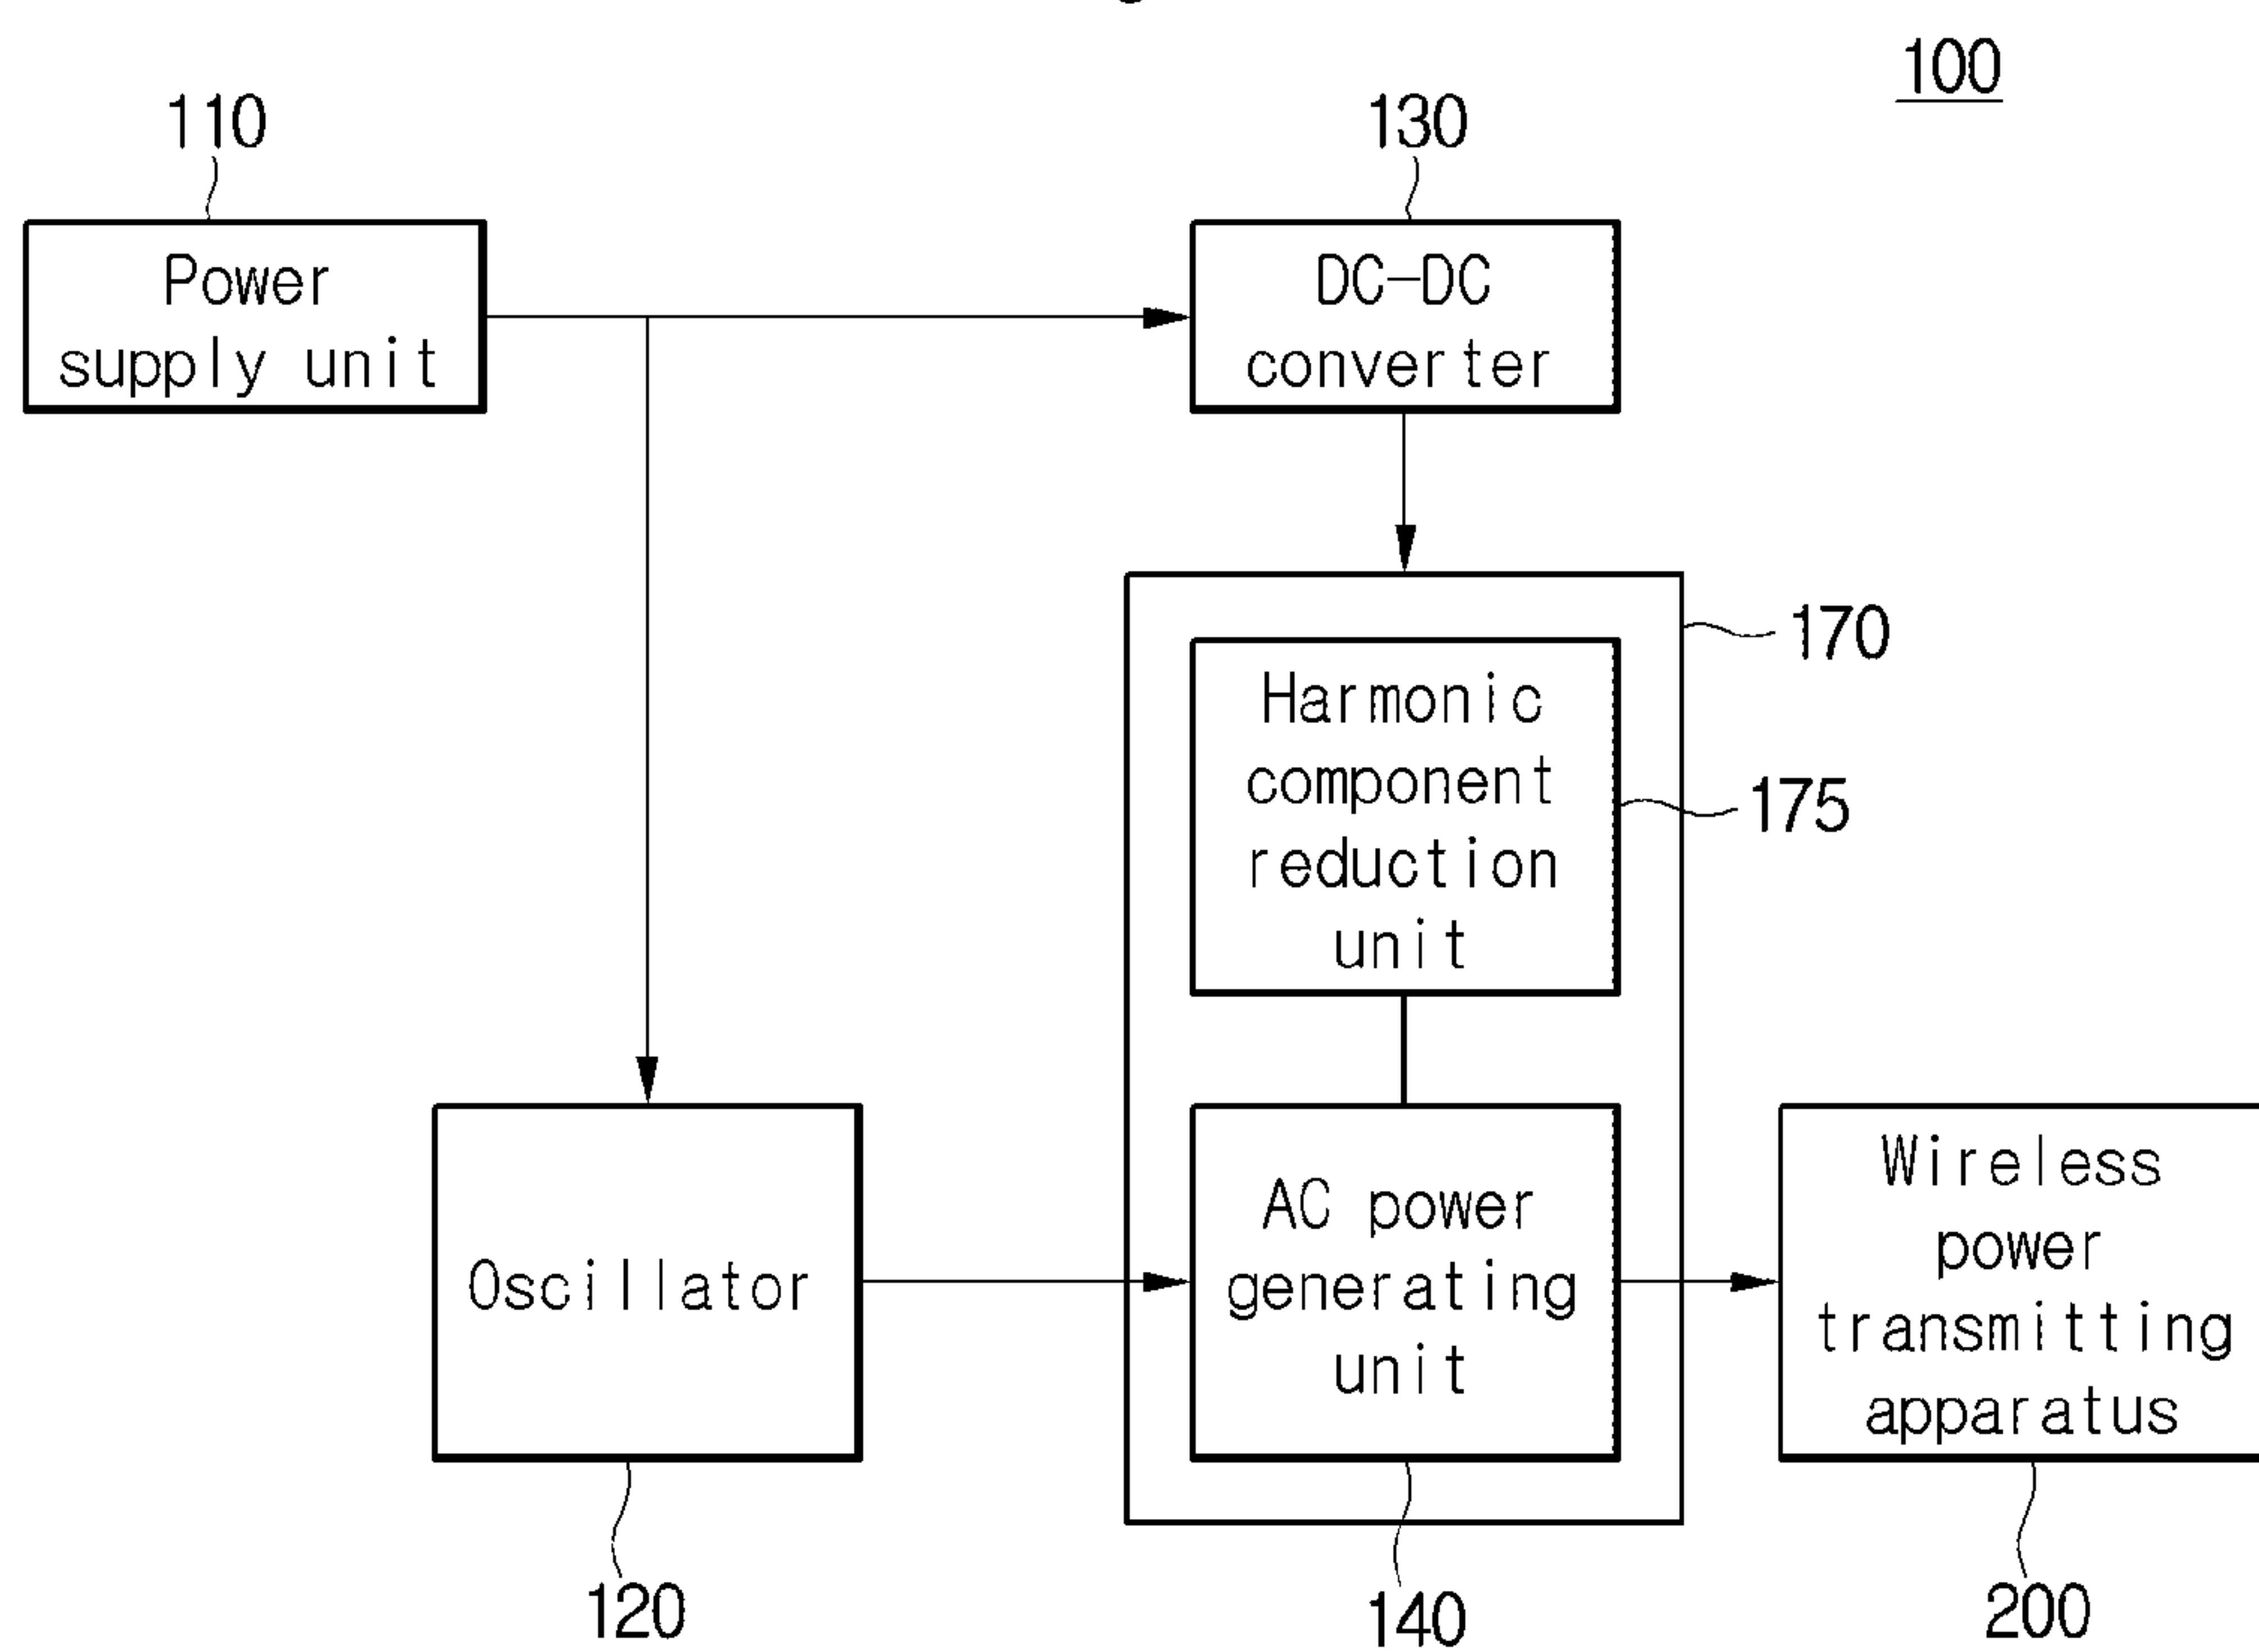 100
110
130
Power
supply unit
DC-DC
converter
170
Harmonic
component
reduction
unit
175
Oscillator
AC power
generating
unit
Wireless
power
transmitting
apparatus
120
140
200